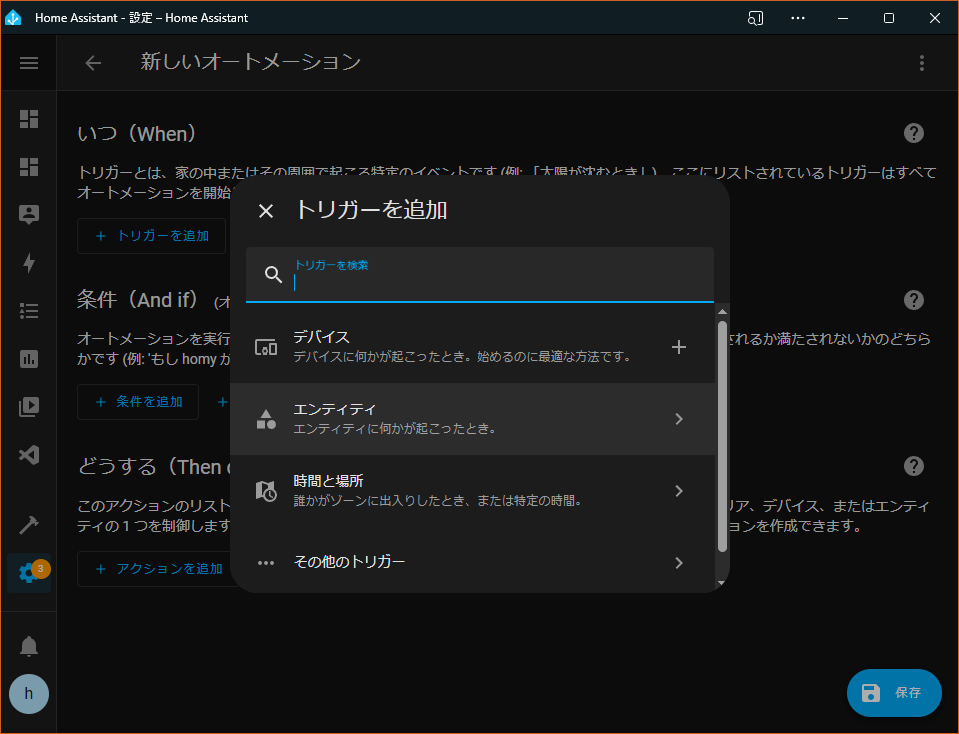 Home Assistant - 設定 – Home Assistant
新しいオートメーション
いつ（When）
トリガーとは、家の中またはその周囲で起こる特定のイベントです (例: 「太陽が沈むとき」)。ここにリストされているトリガーはすべて
オートメーションを開始
トリガーを追加
条件（And if）
オートメーションを実行
されるか満たされないかのどちら
かです (例: 'もし homy が
条件を追加
どうする（Then
このアクションのリスト
リア、デバイス、またはエンティ
ティの 1 つを制御します
ョンを作成できます。
アクションを追加
トリガーを追加
トリガーを検索
デバイス
デバイスに何かが起こったとき。始めるのに最適な方法です。
エンティティ
エンティティに何かが起こったとき。
時間と場所
誰かがゾーンに出入りしたとき、または特定の時間。
その他のトリガー
3
h
保存